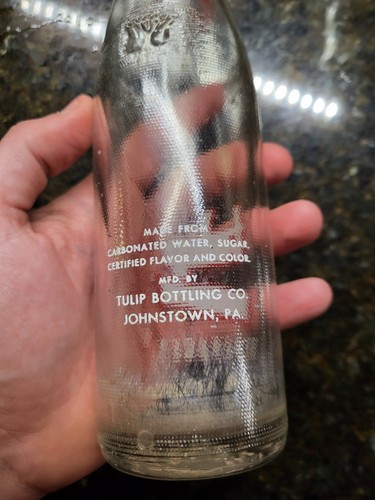 MADE FROM
CARBONATED WATER, SUGAR,
CERTIFIED FLAVOR AND COLOR.
MFD. BY
TULIP BOTTLING CO.
JOHNSTOWN, PA.